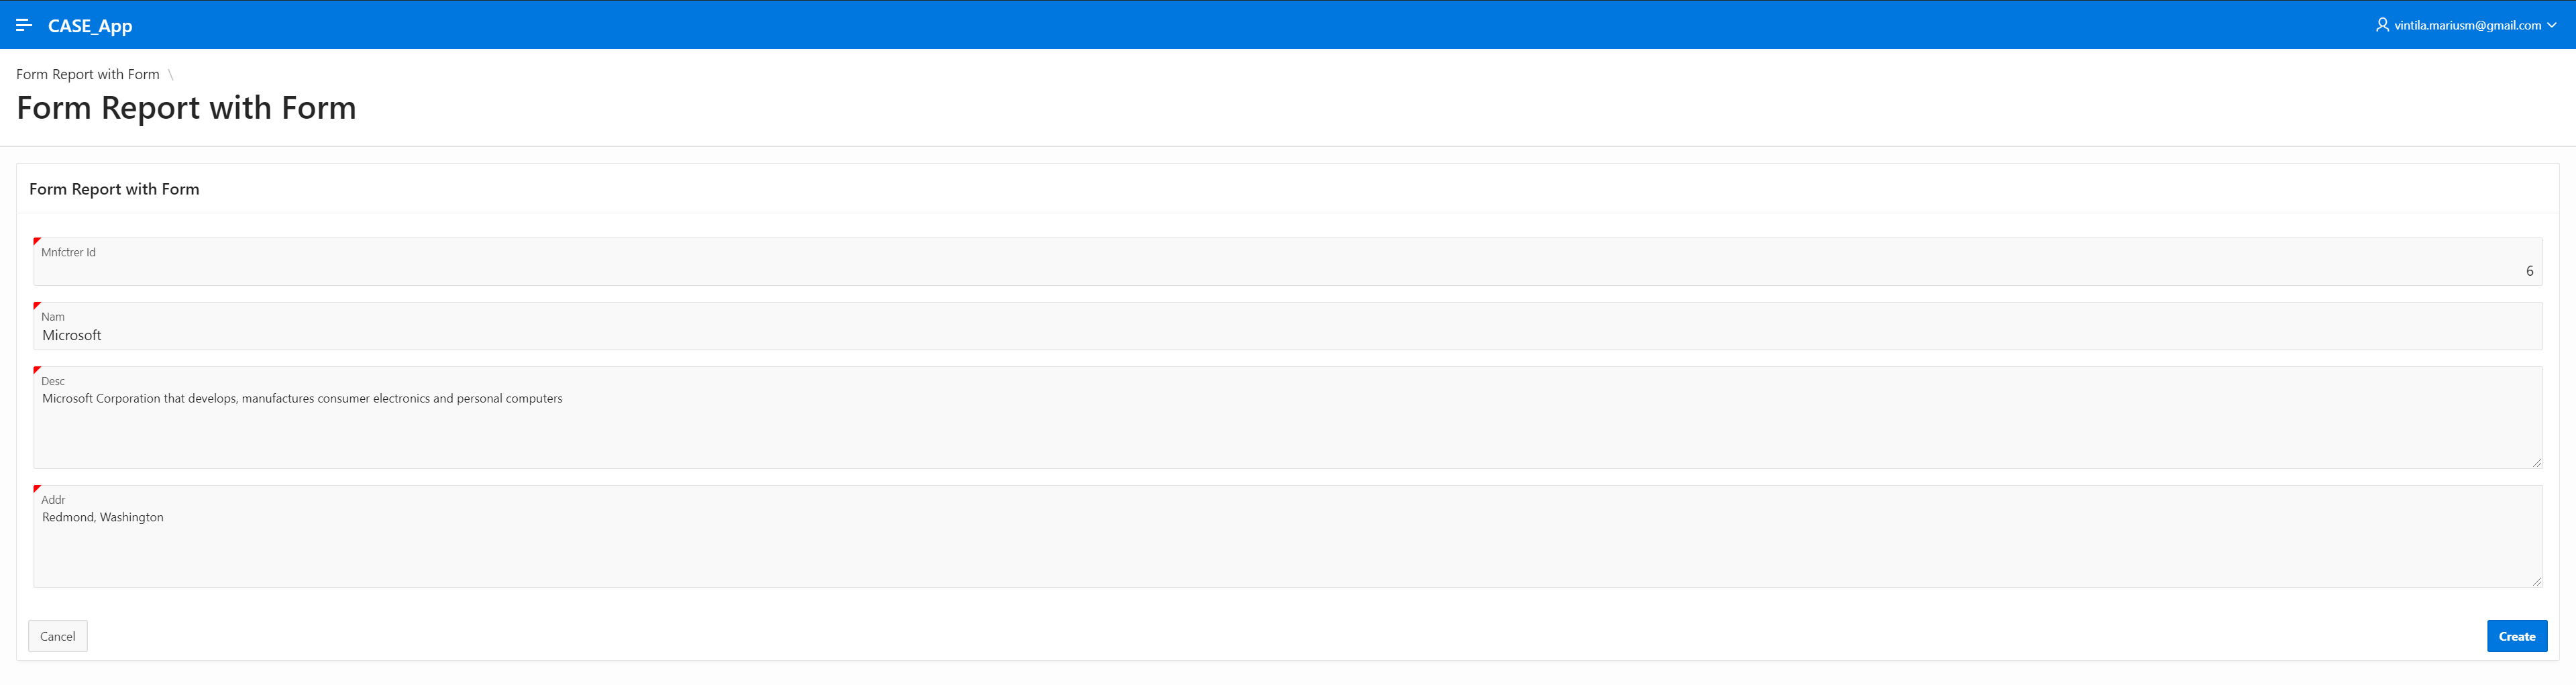 CASE_App
vintila.mariusm@gmail.com
Form Report with Form \
Form Report with Form
Form Report with Form
Mnfctrer Id
6
Nam
Microsoft
Desc
Microsoft Corporation that develops, manufactures consumer electronics and personal computers
Addr
Redmond, Washington
Cancel
Create